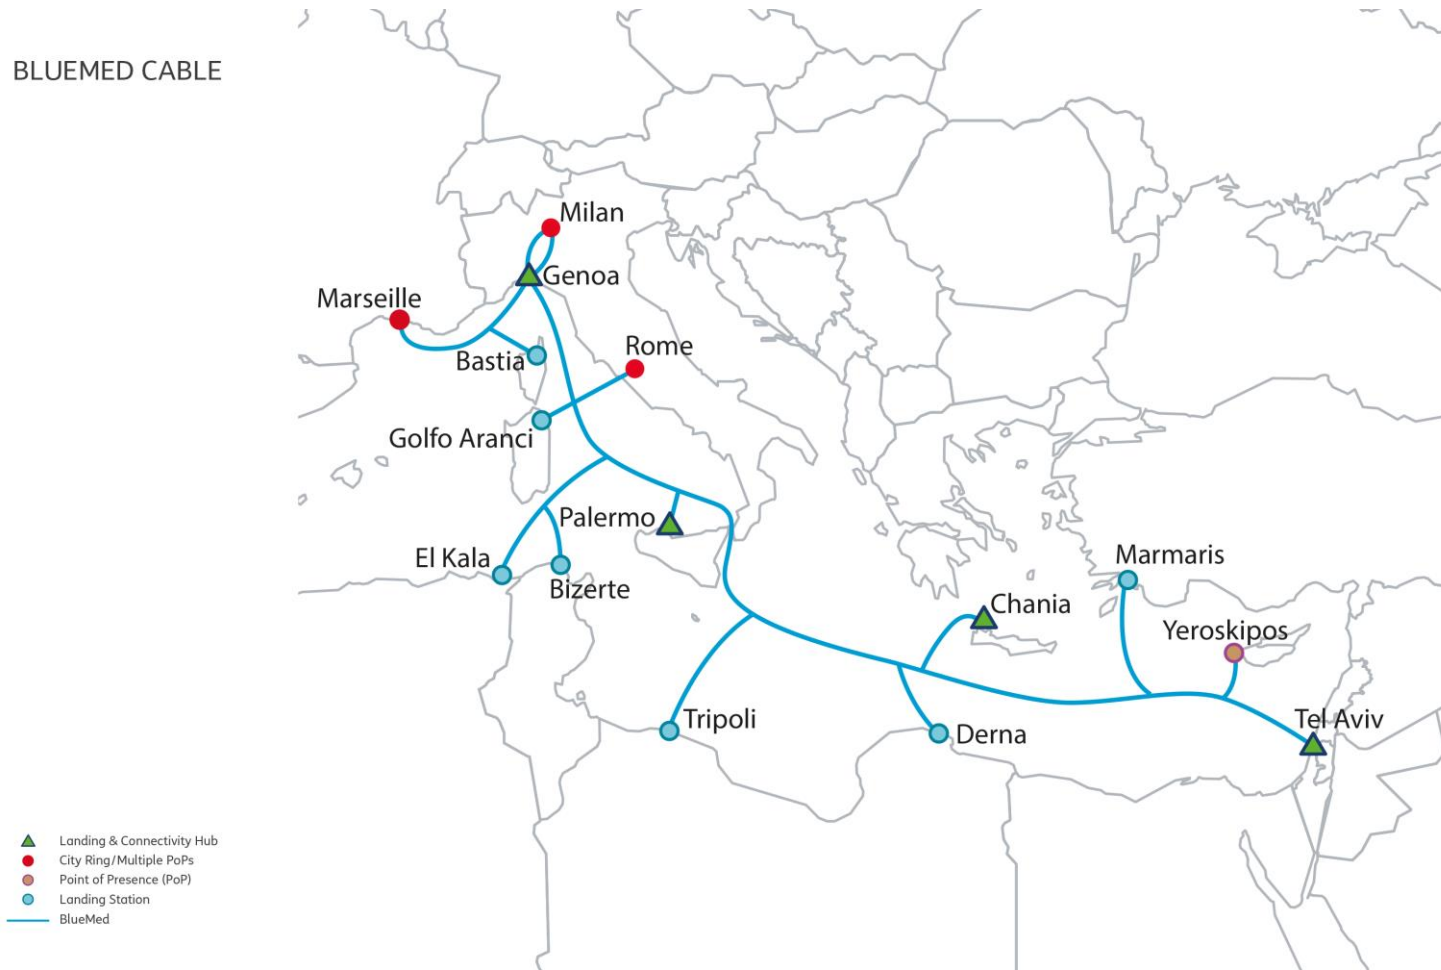 BLUEMED CABLE
Milan
Genoa
Marseille
Rome
Bastia
Golfo Aranci
Palermo
El Kala
Bizerte
Marmaris
Chania
Yeroskipos
Tripoli
Derna
Tel Aviv
Landing & Connectivity Hub
City Ring/Multiple PoPs
Point of Presence (PoP)
Landing Station
BlueMed